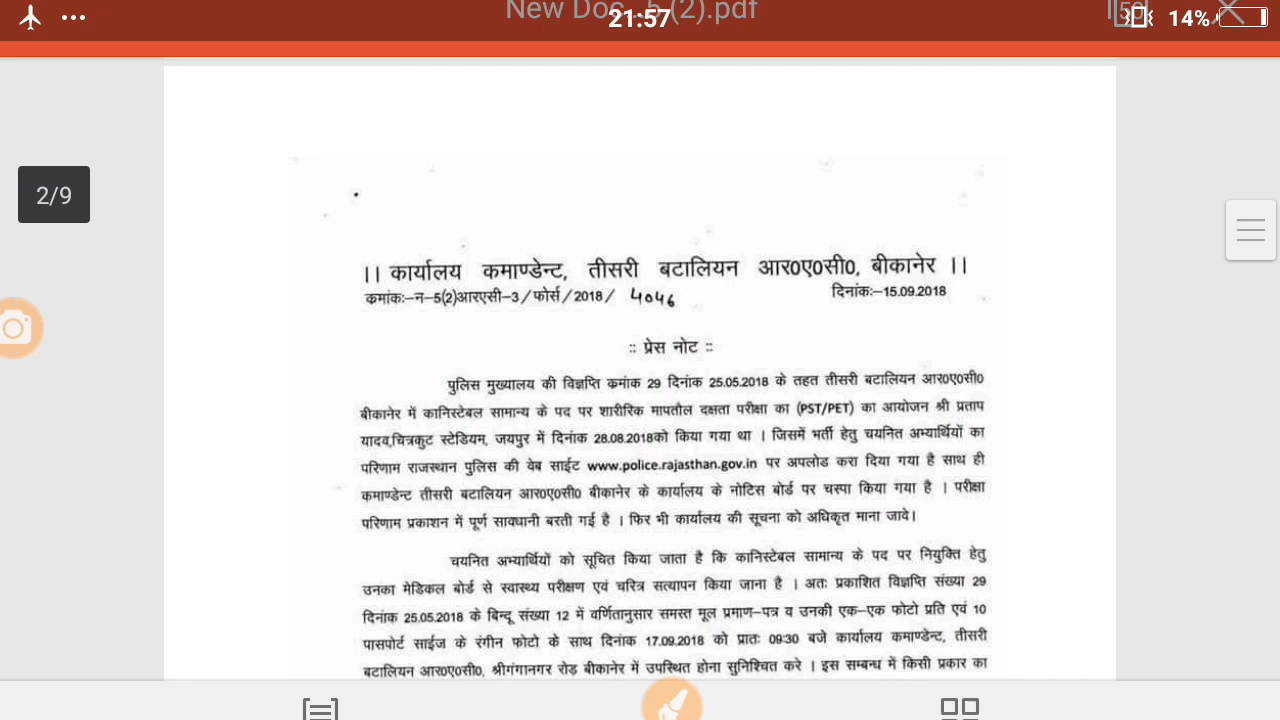 New Doc -5 (2).pdf
21:57
50
14%
2/9
।। कार्यालय कमाण्डेन्ट, तीसरी बटालियन आर0ए0सी0, बीकानेर ।।
कमांकः-न-5(2)आरएसी-3/फोर्स/2018/ 4046 दिनांकः-15.09.2018
:: प्रेस नोट ::
पुलिस मुख्यालय की विज्ञप्ति कमांक 29 दिनांक 25.05.2018 के तहत तीसरी बटालियन आर0ए0सी0
बीकानेर में कानिस्टेबल सामान्य के पद पर शारीरिक मापतौल दक्षता परीक्षा का (PST/PET) का आयोजन श्री प्रताप
यादव,चित्रकुट स्टेडियम, जयपुर में दिनांक 28.08.2018को किया गया था । जिसमें भर्ती हेतु चयनित अभ्यार्थियों का
परिणाम राजस्थान पुलिस की वेब साईट www.police.rajasthan.gov.in पर अपलोड करा दिया गया है साथ ही
कमाण्डेन्ट तीसरी बटालियन आर0ए0सी0 बीकानेर के कार्यालय के नोटिस बोर्ड पर चस्पा किया गया है । परीक्षा
परिणाम प्रकाशन में पूर्ण सावधानी बरती गई है । फिर भी कार्यालय की सूचना को अधिकृत माना जावे।
चयनित अभ्यार्थियों को सूचित किया जाता है कि कानिस्टेबल सामान्य के पद पर नियुक्ति हेतु
उनका मेडिकल बोर्ड से स्वास्थ्य परीक्षण एवं चरित्र सत्यापन किया जाना है । अतः प्रकाशित विज्ञप्ति संख्या 29
दिनांक 25.05.2018 के बिन्दू संख्या 12 में वर्णितानुसार समस्त मूल प्रमाण-पत्र व उनकी एक-एक फोटो प्रति एवं 10
पासपोर्ट साईज के रंगीन फोटो के साथ दिनांक 17.09.2018 को प्रातः 09:30 बजे कार्यालय कमाण्डेन्ट, तीसरी
बटालियन आर0ए0सी0, श्रीगंगानगर रोड़ बीकानेर में उपस्थित होना सुनिश्चित करे । इस सम्बन्ध में किसी प्रकार का